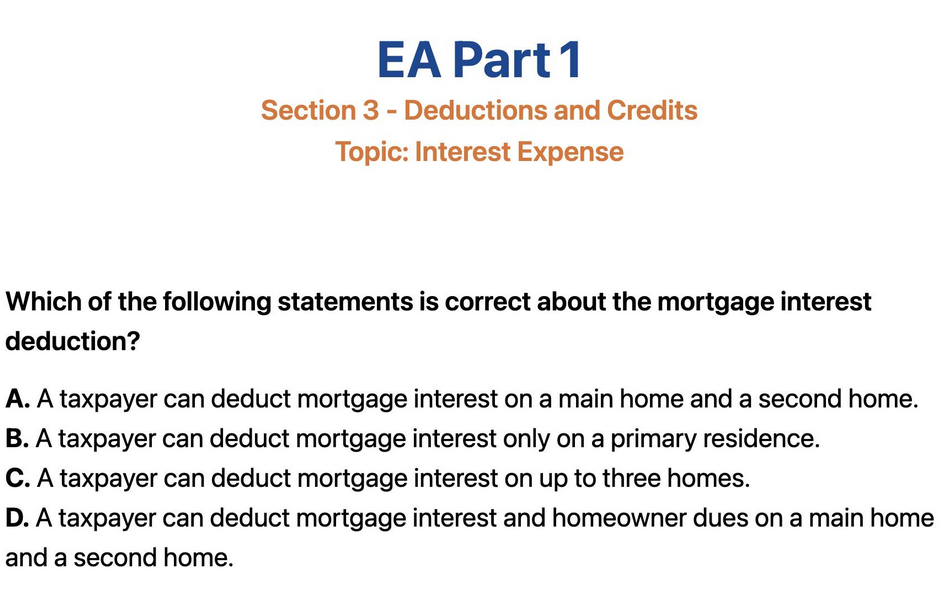 EA Part 1
Section 3 - Deductions and Credits
Topic: Interest Expense
Which of the following statements is correct about the mortgage interest
deduction?
A. A taxpayer can deduct mortgage interest on a main home and a second home.
B. A taxpayer can deduct mortgage interest only on a primary residence.
C. A taxpayer can deduct mortgage interest on up to three homes.
D. A taxpayer can deduct mortgage interest and homeowner dues on a main home
and a second home.